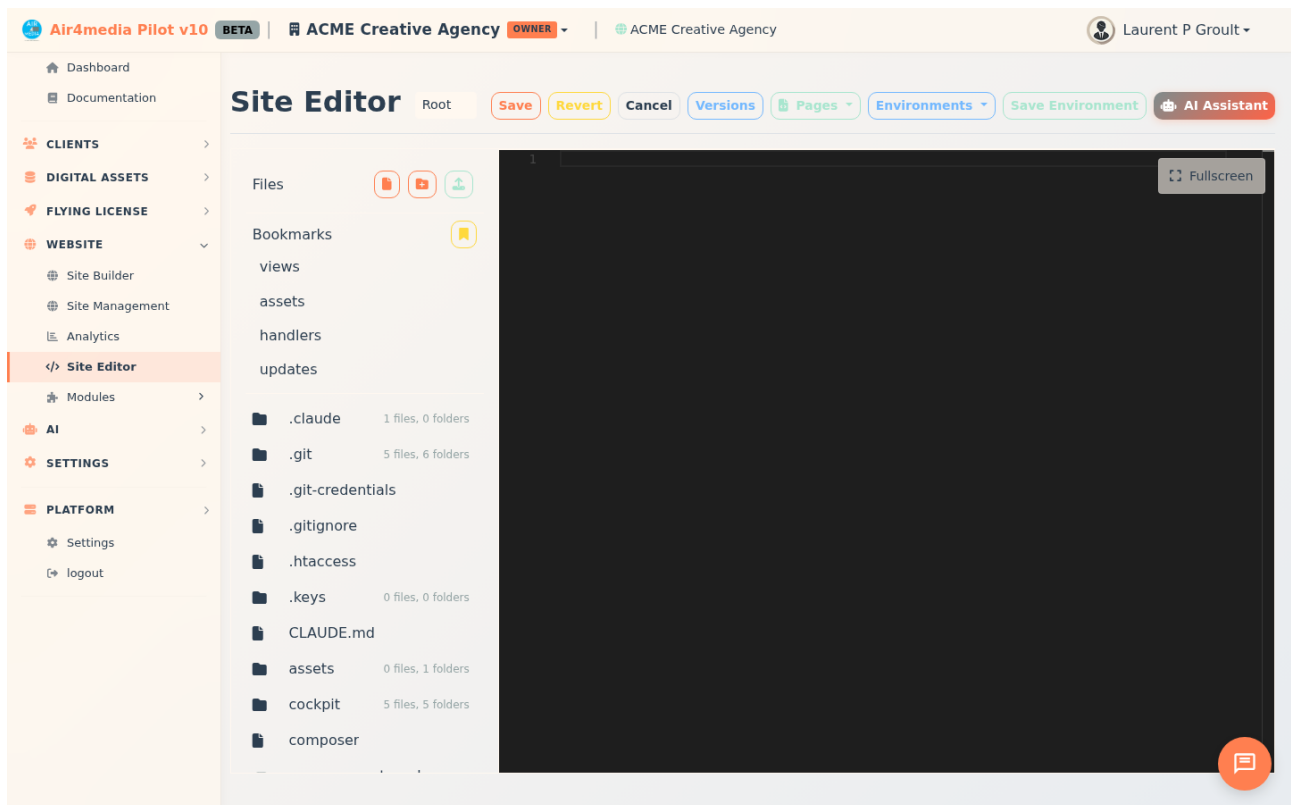 Air4media Pilot v10 BETA | ACME Creative Agency OWNER | ACME Creative Agency Laurent P Groult
Dashboard
Documentation
CLIENTS
DIGITAL ASSETS
FLYING LICENSE
WEBSITE
Site Builder
Site Management
Analytics
Site Editor
Modules
AI
SETTINGS
PLATFORM
Settings
logout
Site Editor Root Save Revert Cancel Versions Pages Environments Save Environment AI Assistant
Files
Bookmarks
views
assets
handlers
updates
.claude 1 files, 0 folders
.git 5 files, 6 folders
.git-credentials
.gitignore
.htaccess
.keys 0 files, 0 folders
CLAUDE.md
assets 0 files, 1 folders
cockpit 5 files, 5 folders
composer
1
Fullscreen